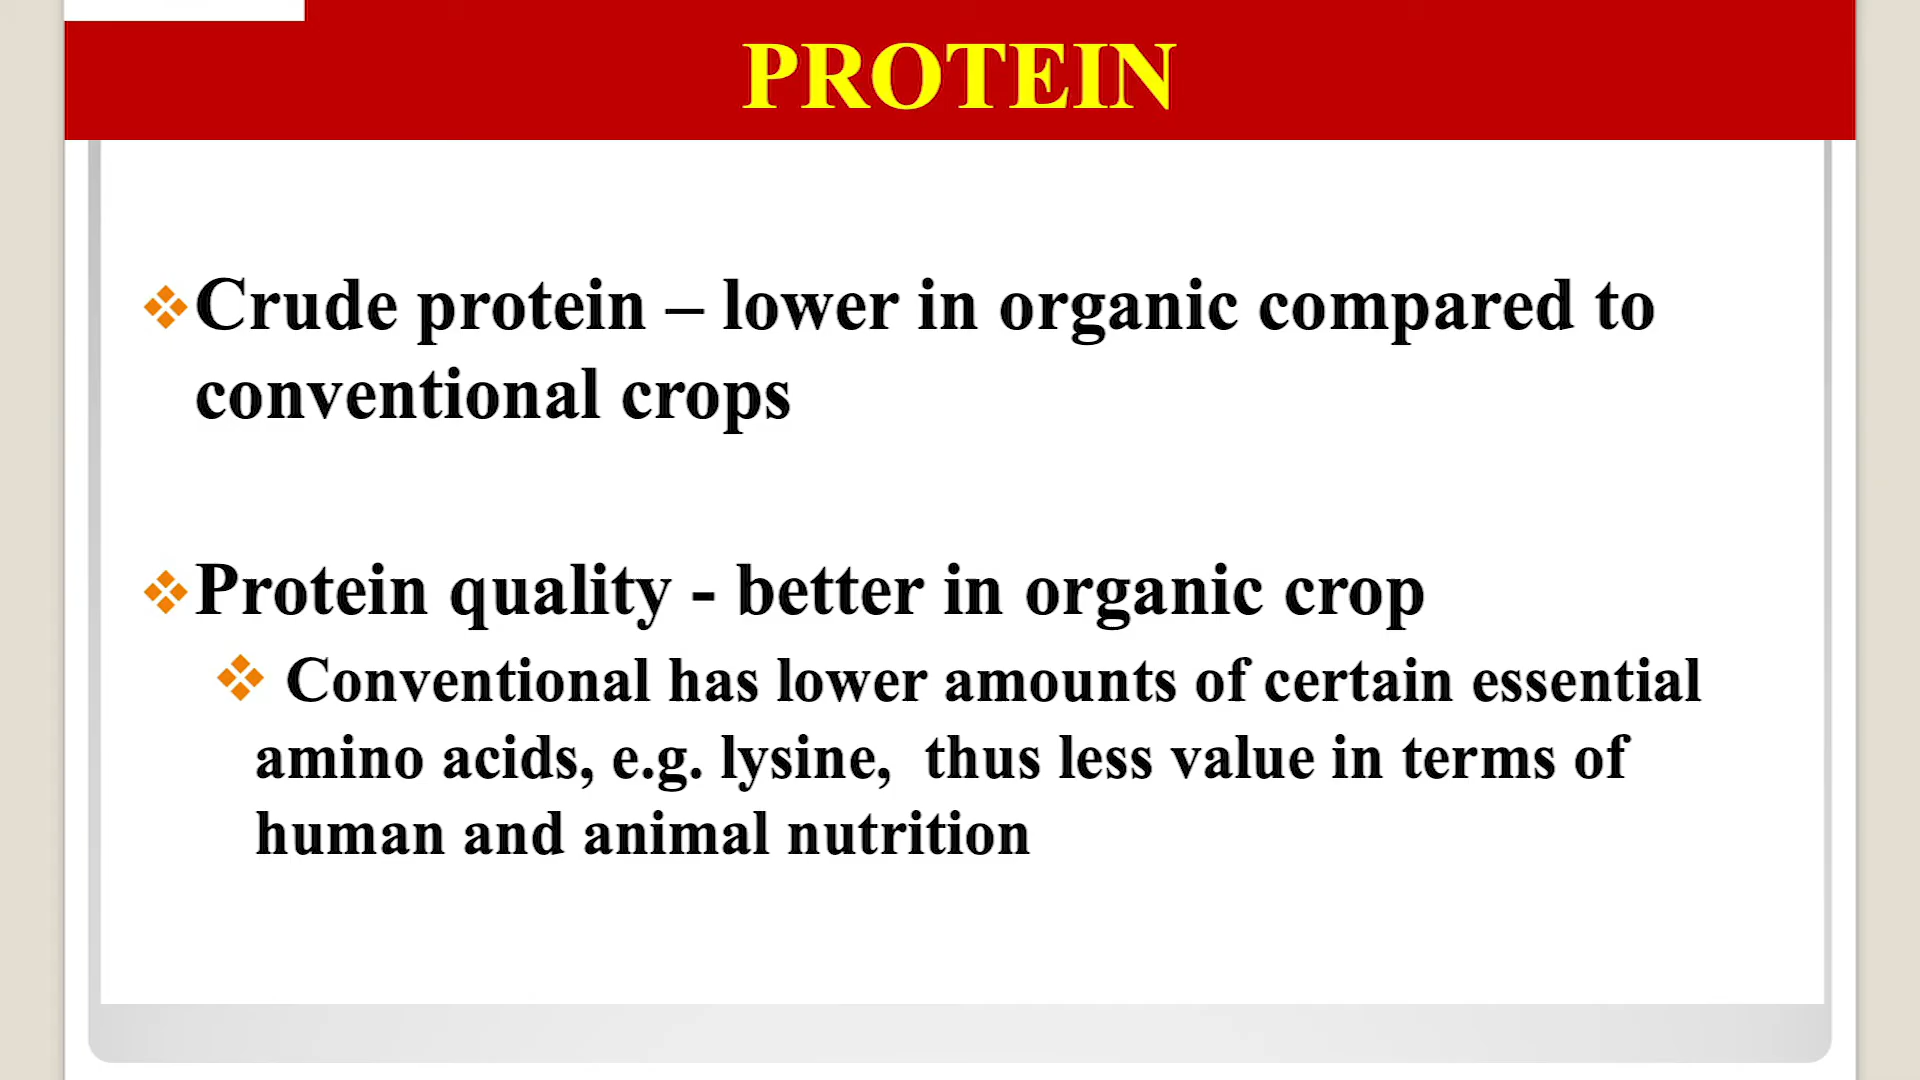 PROTEIN
Crude protein – lower in organic compared to
conventional crops
Protein quality - better in organic crop
Conventional has lower amounts of certain essential
amino acids, e.g. lysine,  thus less value in terms of
human and animal nutrition